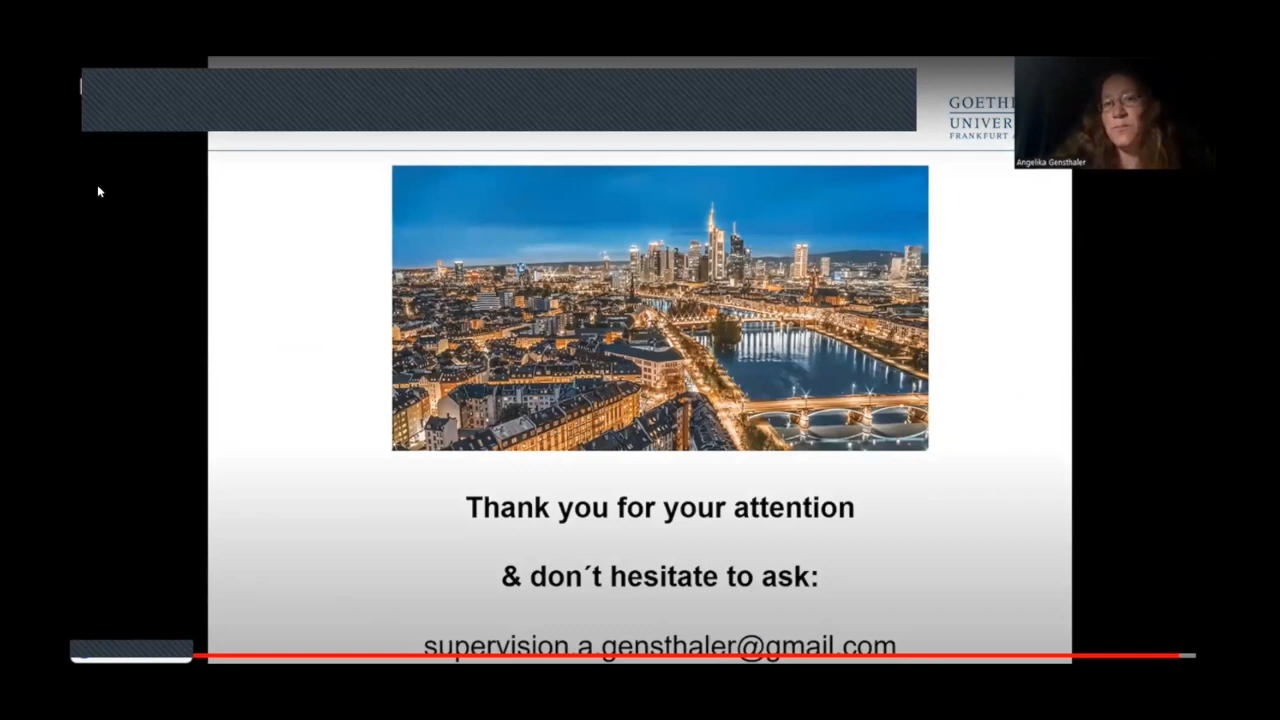 GOETHE
UNIVER
FRANKFURT A
Angelika Gensthaler
Thank you for your attention
& don´t hesitate to ask:
supervision.a.gensthaler@gmail.com